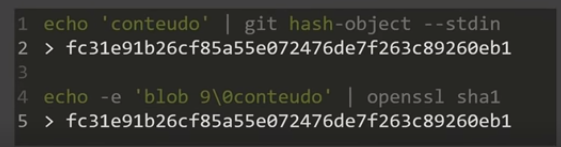 1 echo 'conteudo' | git hash-object --stdin
2 > fc31e91b26cf85a55e072476de7f263c89260eb1
3
4 echo -e 'blob 9\0conteudo' | openssl sha1
5 > fc31e91b26cf85a55e072476de7f263c89260eb1